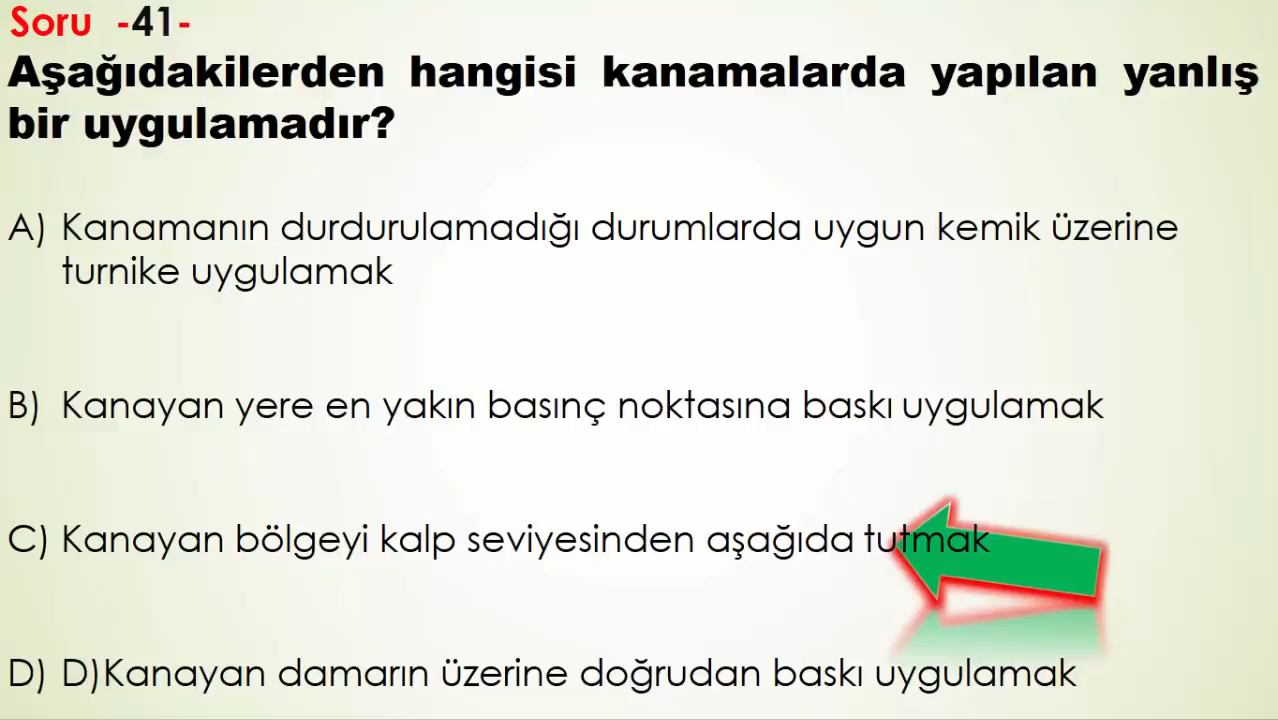 Soru -41-
Aşağıdakilerden hangisi kanamalarda yapılan yanlış
bir uygulamadır?
A) Kanamanın durdurulamadığı durumlarda uygun kemik üzerine
turnike uygulamak
B) Kanayan yere en yakın basınç noktasına baskı uygulamak
C) Kanayan bölgeyi kalp seviyesinden aşağıda tutmak
D) D)Kanayan damarın üzerine doğrudan baskı uygulamak